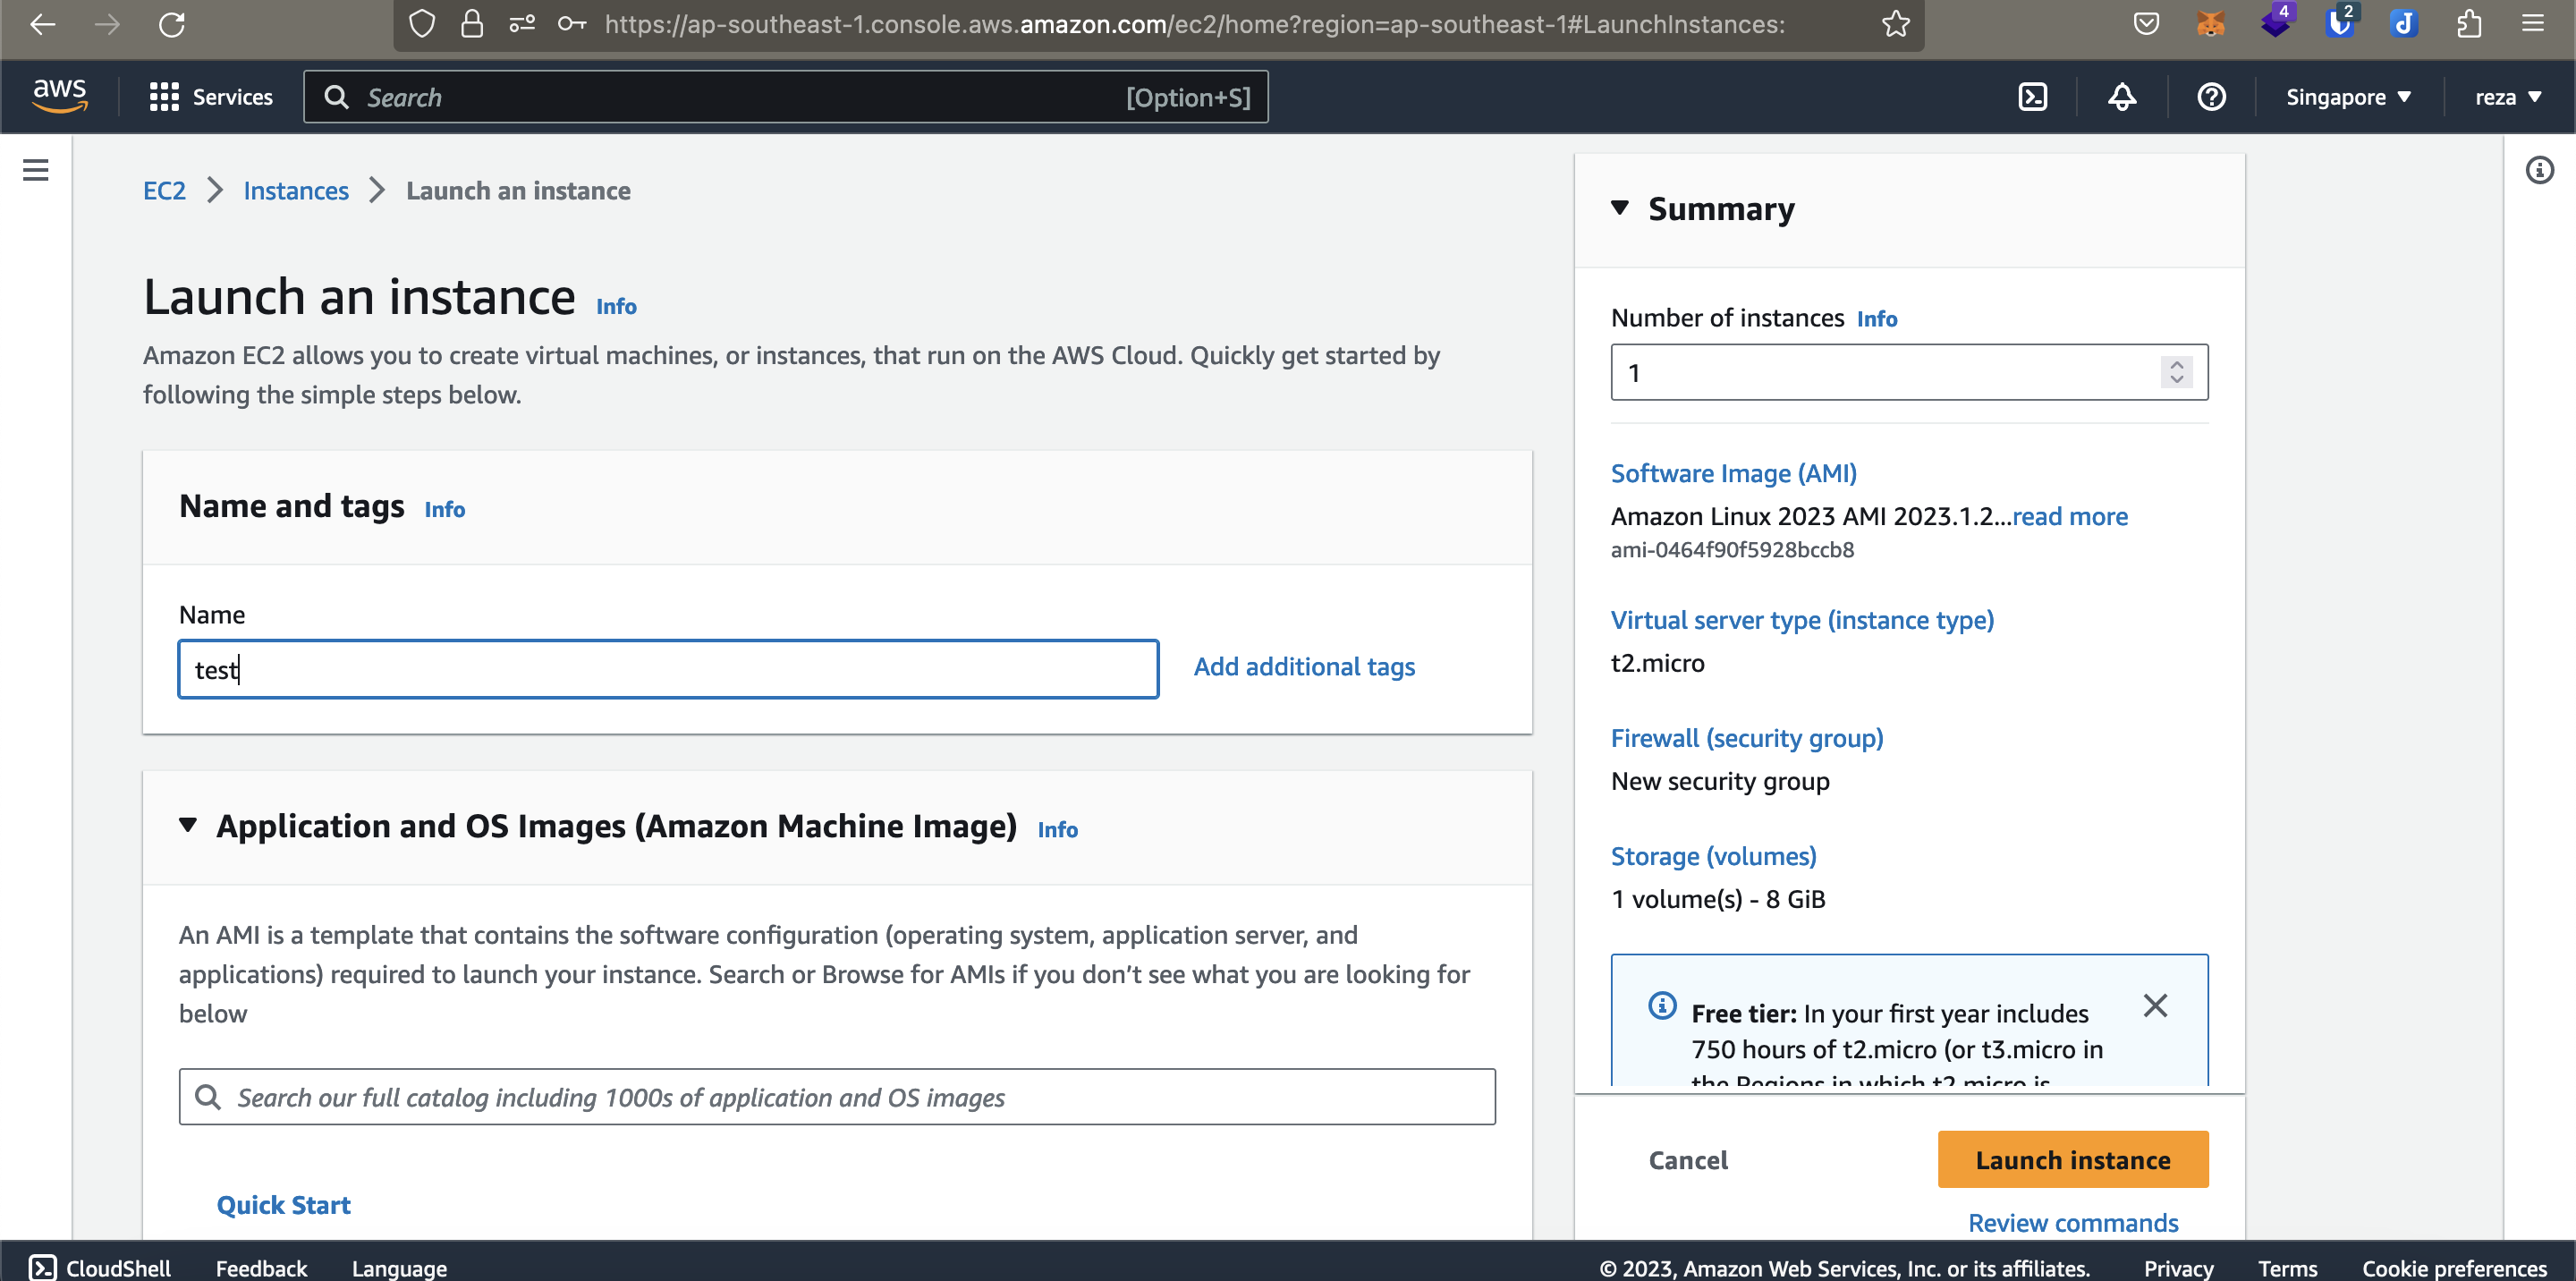 https://ap-southeast-1.console.aws.amazon.com/ec2/home?region=ap-southeast-1#LaunchInstances:
4
2
aws
Services
Search
[Option+S]
Singapore
reza
EC2
Instances
Launch an instance
Launch an instance Info
Amazon EC2 allows you to create virtual machines, or instances, that run on the AWS Cloud. Quickly get started by
following the simple steps below.
Name and tags Info
Name
test
Add additional tags
Application and OS Images (Amazon Machine Image) Info
An AMI is a template that contains the software configuration (operating system, application server, and
applications) required to launch your instance. Search or Browse for AMIs if you don’t see what you are looking for
below
Search our full catalog including 1000s of application and OS images
Quick Start
Summary
Number of instances Info
1
Software Image (AMI)
Amazon Linux 2023 AMI 2023.1.2...read more
ami-0464f90f5928bccb8
Virtual server type (instance type)
t2.micro
Firewall (security group)
New security group
Storage (volumes)
1 volume(s) - 8 GiB
Free tier: In your first year includes
750 hours of t2.micro (or t3.micro in
the Regions in which t2.micro is
Cancel
Launch instance
Review commands
CloudShell
Feedback
Language
© 2023, Amazon Web Services, Inc. or its affiliates.
Privacy
Terms
Cookie preferences